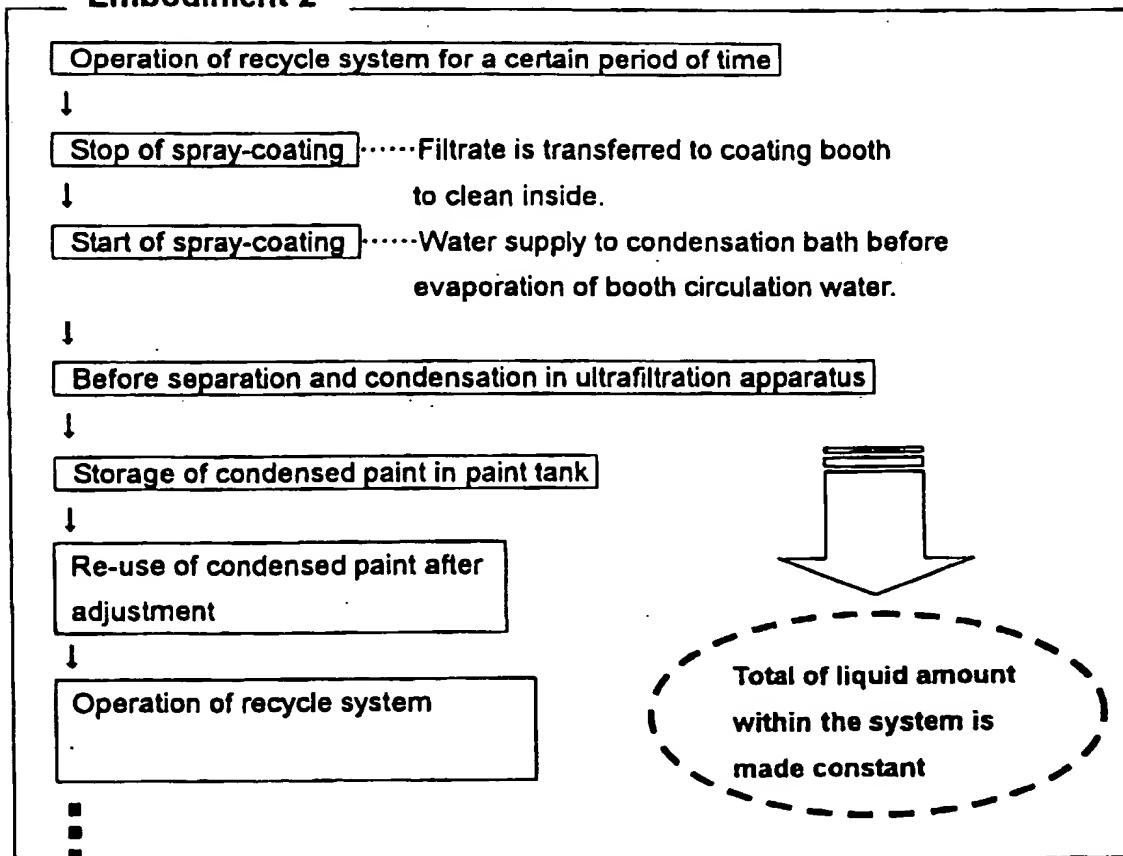 Embodiment 2
Operation of recycle system for a certain period of time
↓
Stop of spray-coating ······Filtrate is transferred to coating booth
to clean inside.
↓
Start of spray-coating ······Water supply to condensation bath before
evaporation of booth circulation water.
↓
Before separation and condensation in ultrafiltration apparatus
↓
Storage of condensed paint in paint tank
↓
Re-use of condensed paint after
adjustment
↓
Operation of recycle system
Total of liquid amount
within the system is
made constant